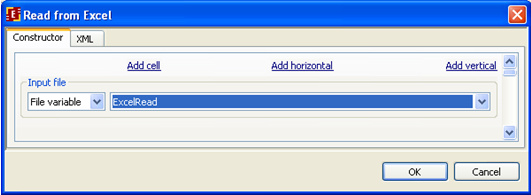 Read from Excel
Constructor XML
Add cell Add horizontal Add vertical
Input file
File variable ExcelRead
OK Cancel